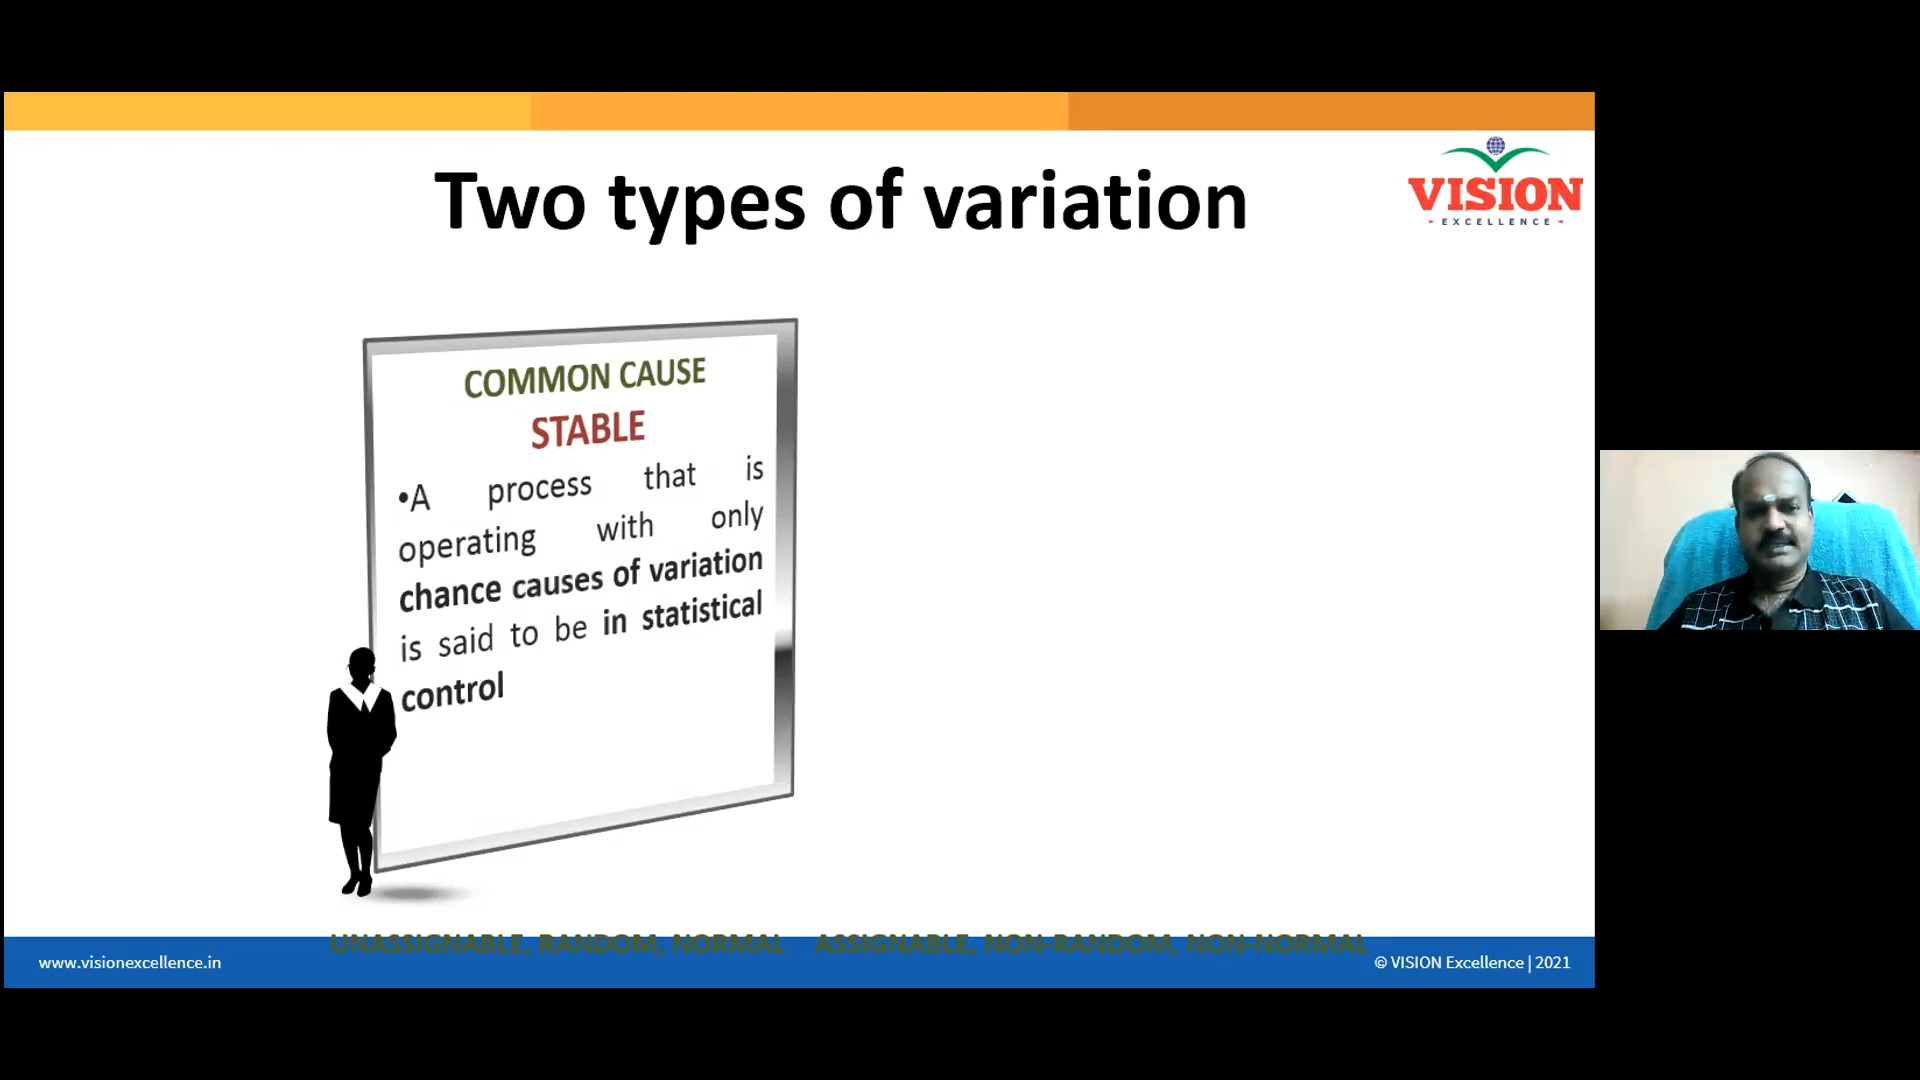 Two types of variation
VISION
EXCELLENCE
COMMON CAUSE
STABLE
•A process that is
operating with only
chance causes of variation
is said to be in statistical
control
UNASSIGNABLE, RANDOM, NORMAL ASSIGNABLE, NON-RANDOM, NON-NORMAL
www.visionexcellence.in
© VISION Excellence | 2021